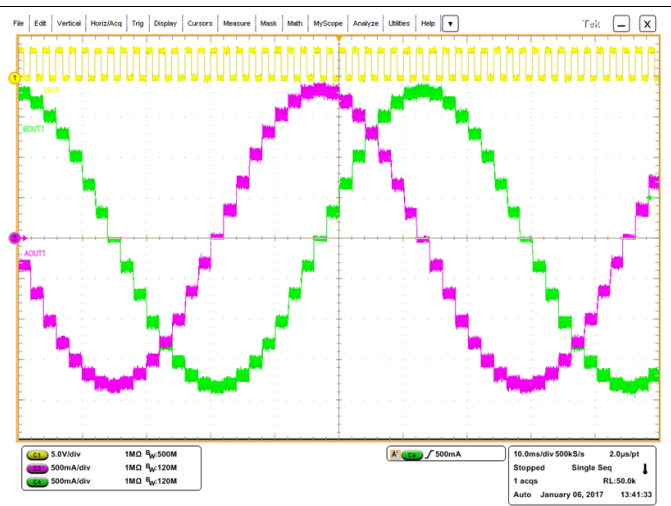 File Edit Vertical Horiz/Acq Trig Display Cursors Measure Mask Math MyScope Analyze Utilities Help Tek
1 STEP
BOUT1
3
AOUT1
C1 5.0V/div 1MΩ BW:500M
C3 500mA/div 1MΩ BW:120M
C4 500mA/div 1MΩ BW:120M
A' C4 500mA
10.0ms/div 500kS/s 2.0µs/pt
Stopped Single Seq
1 acqs RL:50.0k
Auto January 06, 2017 13:41:33